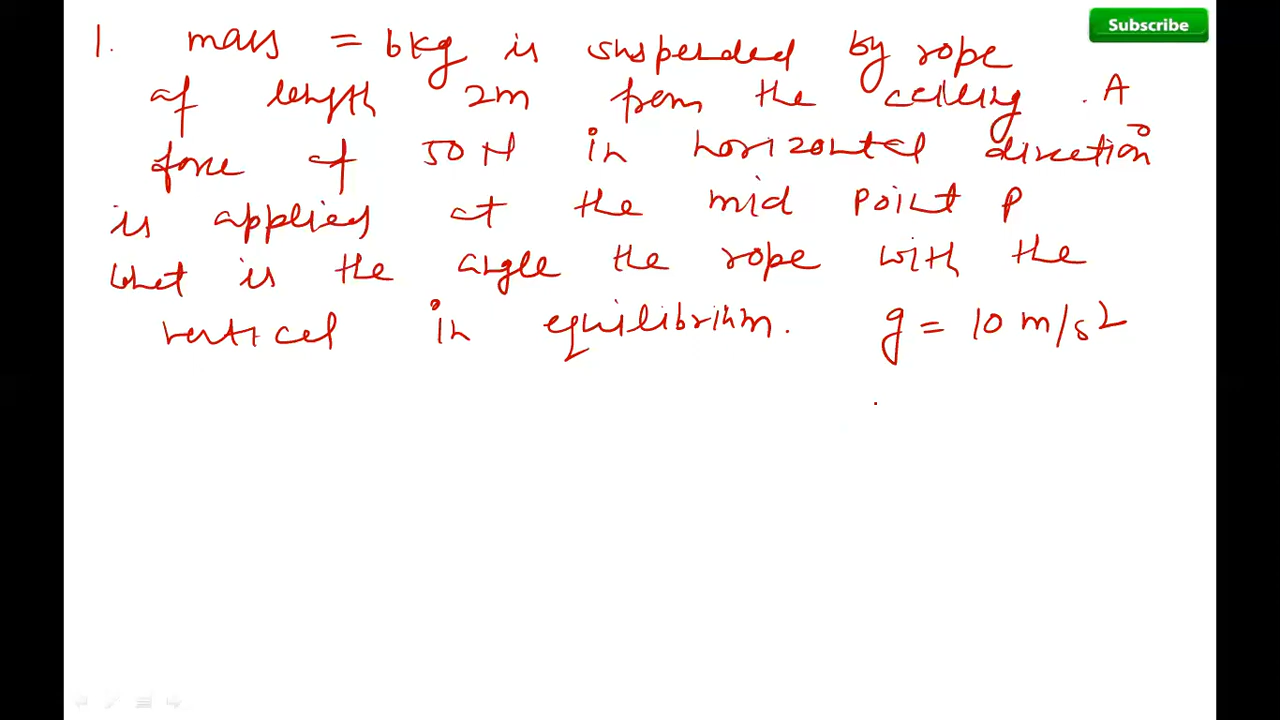 Subscribe
1. mass = 6kg is suspended by rope
of length 2m from the ceiling. A
force of 50 N in horizontal direction
is applied at the mid point P
what is the angle the rope with the
vertical in equilibrium. g = 10 m/s2